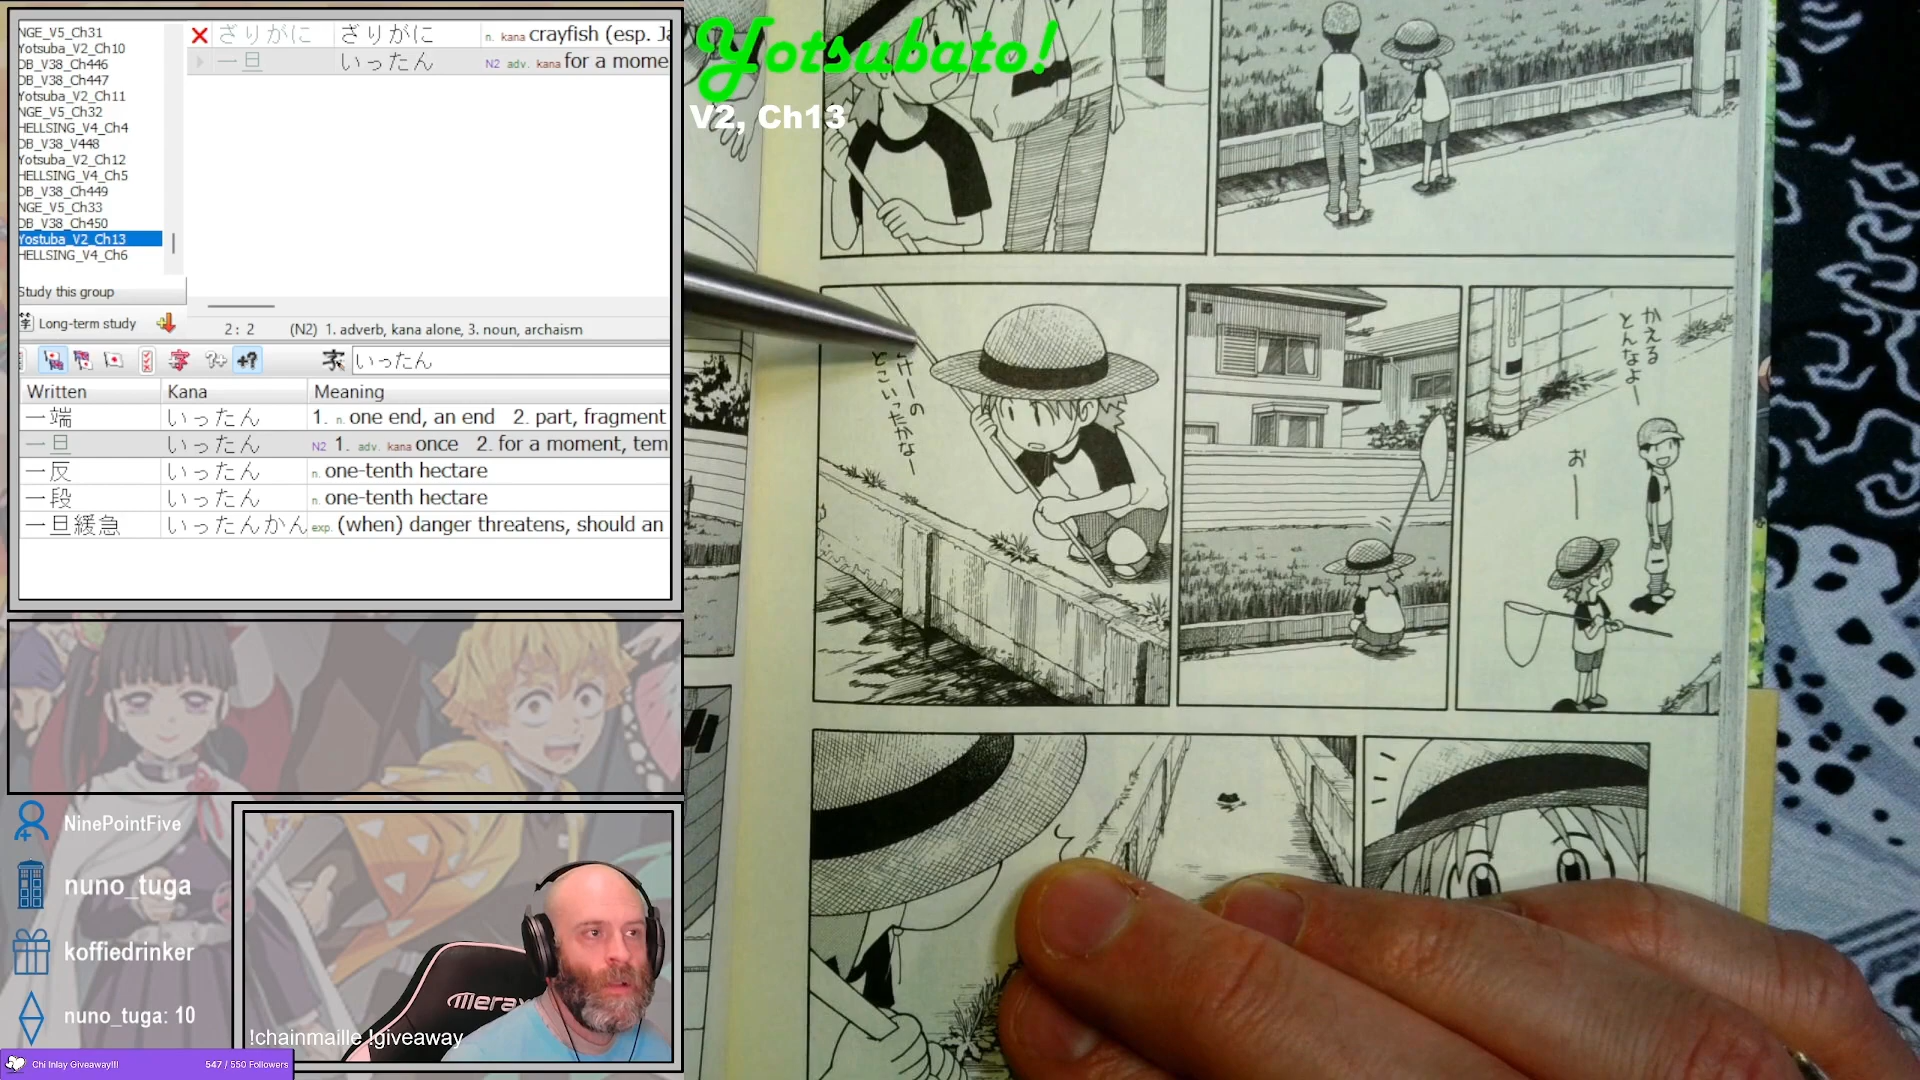 NGE_V5_Ch31
Yotsuba_V2_Ch10
DB_V38_Ch446
DB_V38_Ch447
Yotsuba_V2_Ch11
NGE_V5_Ch32
HELLSING_V4_Ch4
DB_V38_V448
Yotsuba_V2_Ch12
HELLSING_V4_Ch5
DB_V38_Ch449
NGE_V5_Ch33
DB_V38_Ch450
Yostuba_V2_Ch13
HELLSING_V4_Ch6
Study this group
Long-term study
ざりがに ざりがに n. kana crayfish (esp. Ja
一旦 いったん N2 adv. kana for a mome
2: 2 (N2) 1. adverb, kana alone, 3. noun, archaism
いったん
Written Kana Meaning
一端 いったん 1. n. one end, an end 2. part, fragment
一旦 いったん N2 1. adv. kana once 2. for a moment, tem
一反 いったん n. one-tenth hectare
一段 いったん n. one-tenth hectare
一旦緩急 いったんかん exp. (when) danger threatens, should an
Yotsubato!
V2, Ch13
かえる
とんなよー
おー
けーの
どこいったかなー
NinePointFive
nuno_tuga
koffiedrinker
nuno_tuga: 10
!chainmaille !giveaway
Chi Inlay Giveaway!!!
547 / 550 Followers